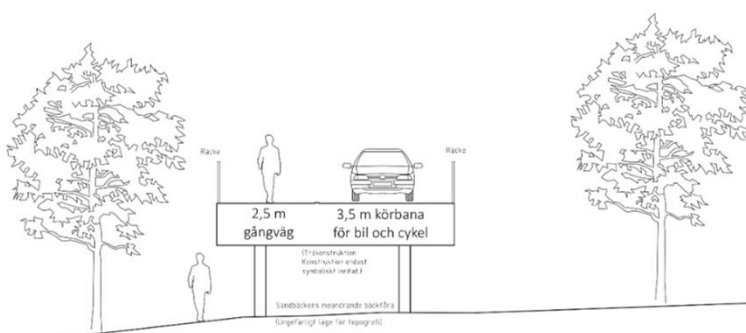 Räcke
Räcke
2,5 m
gångväg
3,5 m körbana
för bil och cykel
(Träkonstruktion
Konstruktion endast
symboliskt inritat.)
Sandbäckens meandrande bäckfåra
(Ungefärligt läge för topografi)